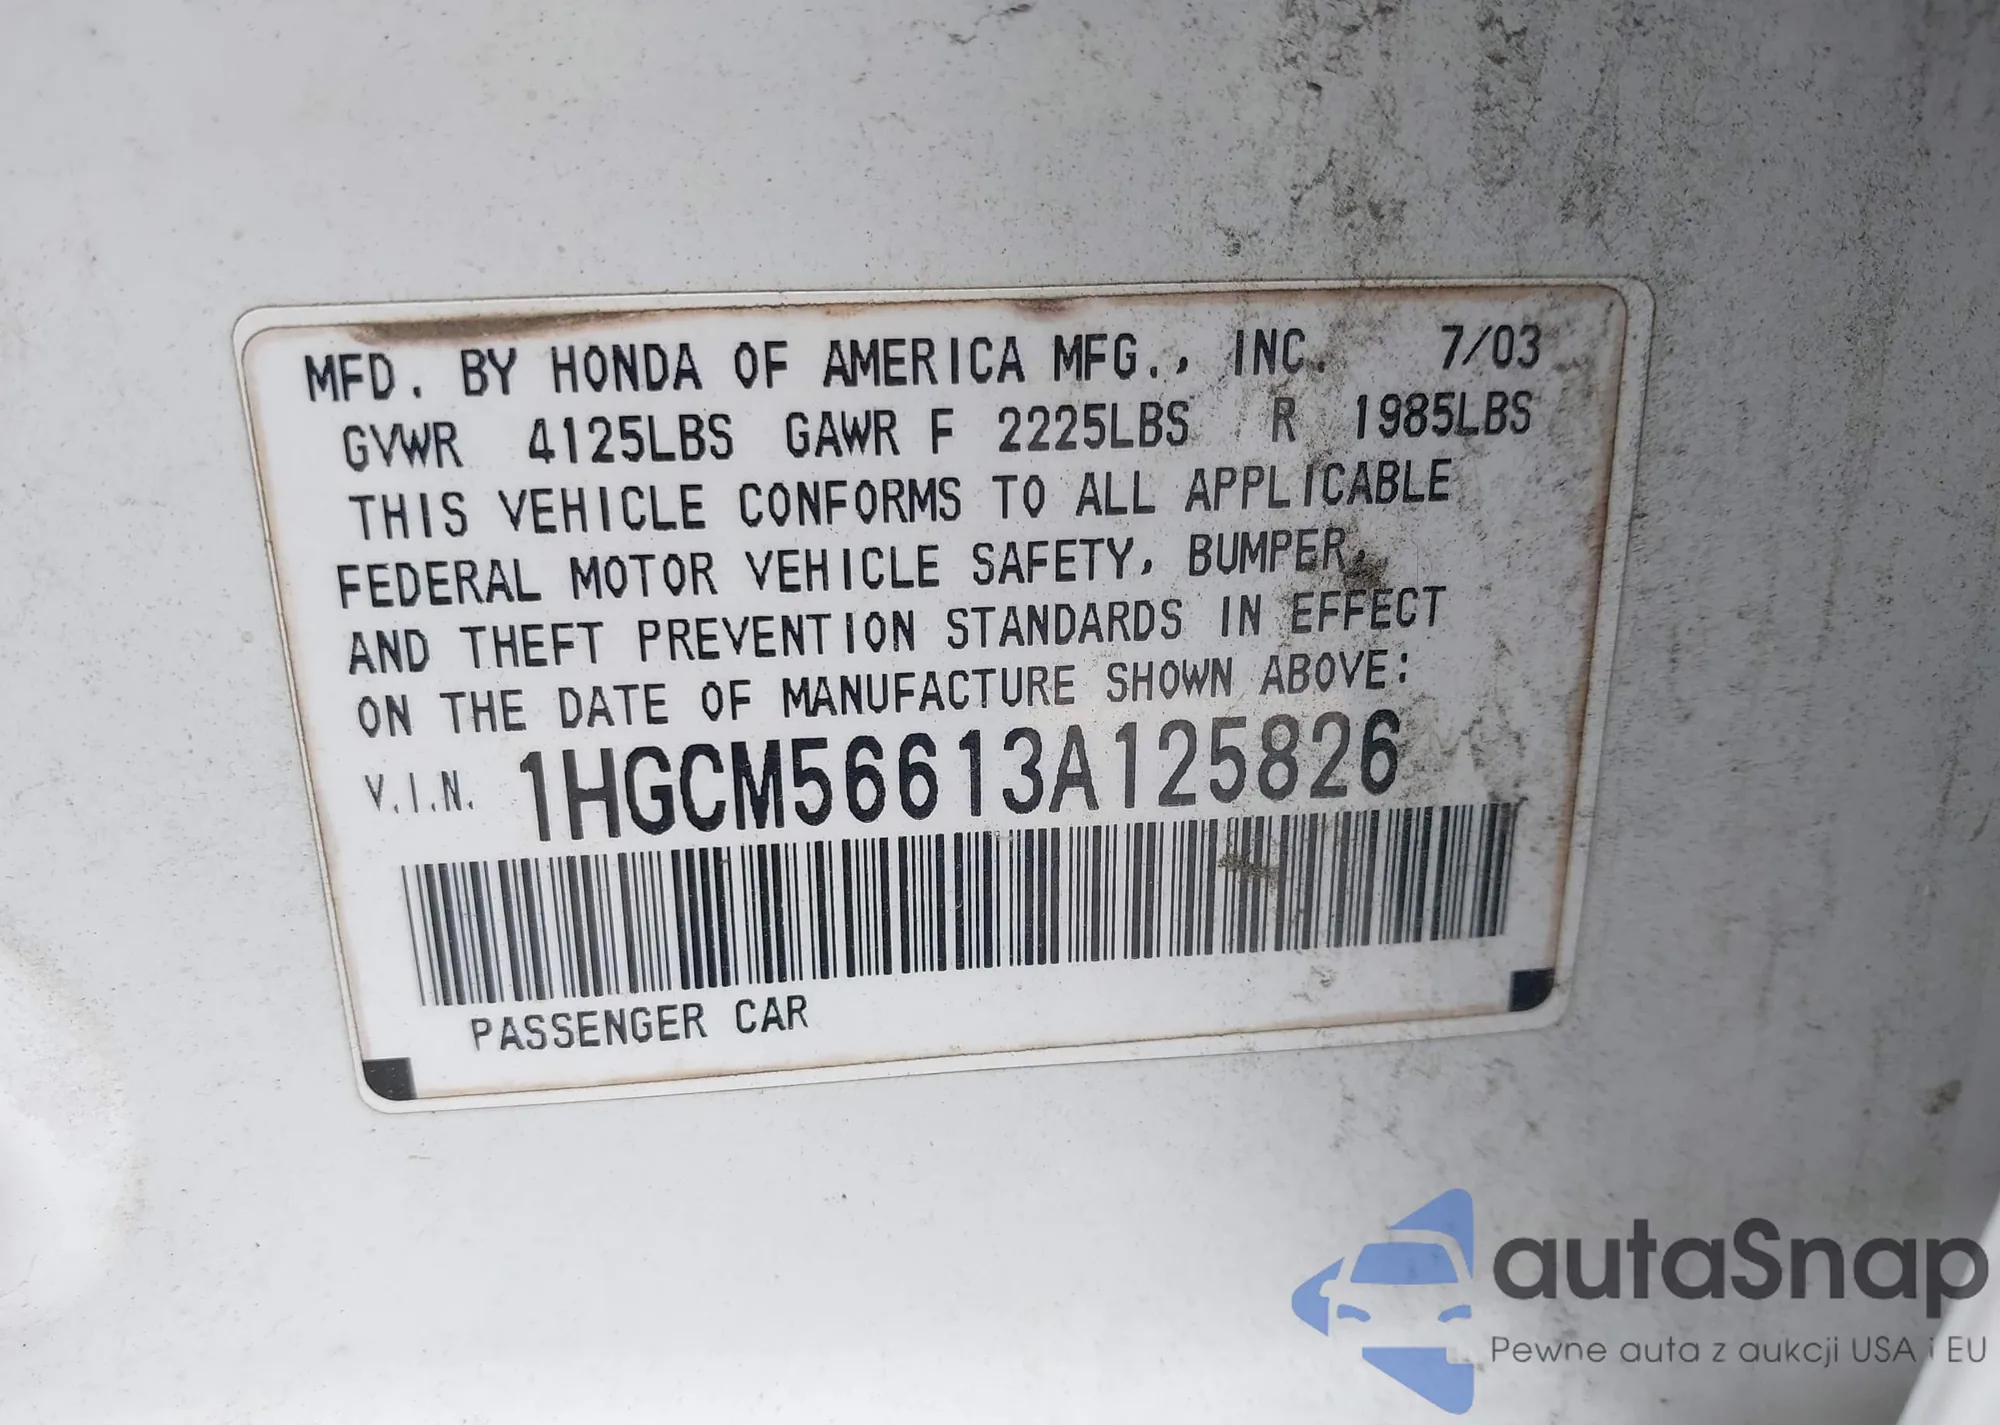 MFD. BY HONDA OF AMERICA MFG., INC. 7/03
GVWR 4125LBS GAWR F 2225LBS R 1985LBS
THIS VEHICLE CONFORMS TO ALL APPLICABLE
FEDERAL MOTOR VEHICLE SAFETY, BUMPER,
AND THEFT PREVENTION STANDARDS IN EFFECT
ON THE DATE OF MANUFACTURE SHOWN ABOVE:
V.I.N. 1HGCM56613A125826
PASSENGER CAR
autaSnap
Pewne auta z aukcji USA i EU